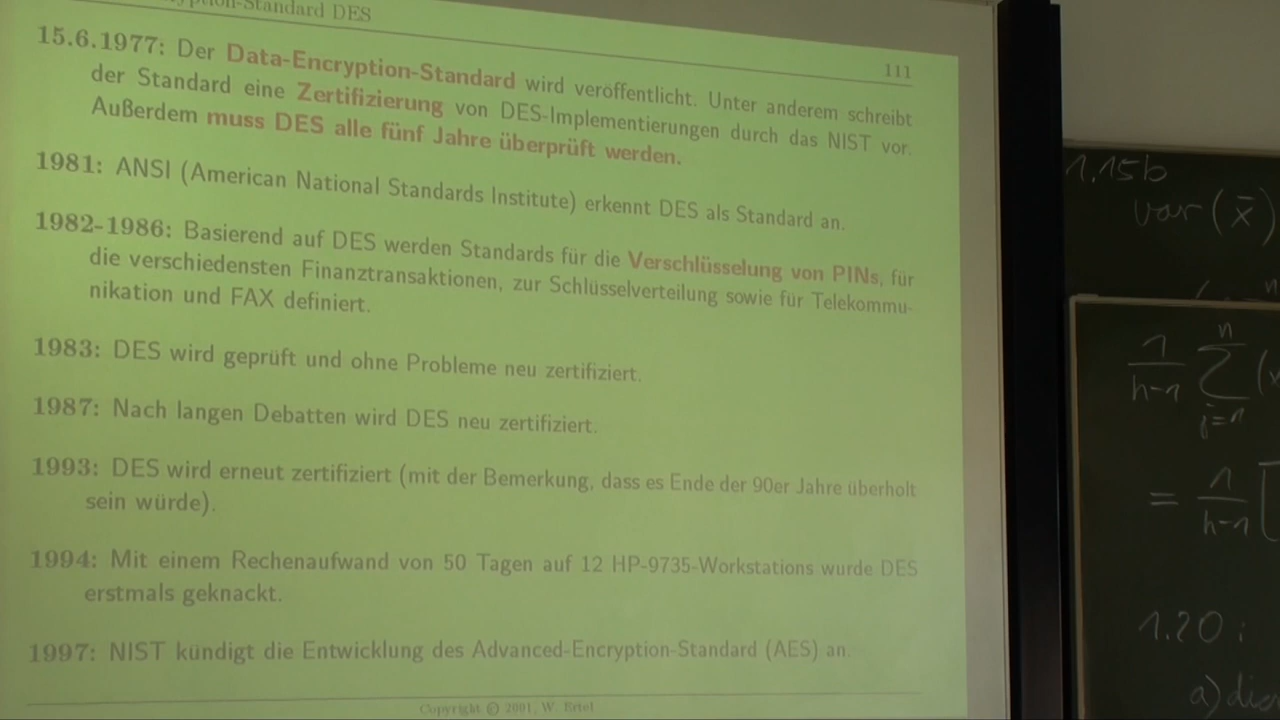 yption-Standard DES
111
15.6.1977: Der Data-Encryption-Standard wird veröffentlicht. Unter anderem schreibt
der Standard eine Zertifizierung von DES-Implementierungen durch das NIST vor.
Außerdem muss DES alle fünf Jahre überprüft werden.
1981: ANSI (American National Standards Institute) erkennt DES als Standard an.
1982–1986: Basierend auf DES werden Standards für die Verschlüsselung von PINs, für
die verschiedensten Finanztransaktionen, zur Schlüsselverteilung sowie für Telekommu-
nikation und FAX definiert.
1983: DES wird geprüft und ohne Probleme neu zertifiziert.
1987: Nach langen Debatten wird DES neu zertifiziert.
1993: DES wird erneut zertifiziert (mit der Bemerkung, dass es Ende der 90er Jahre überholt
sein würde).
1994: Mit einem Rechenaufwand von 50 Tagen auf 12 HP-9735-Workstations wurde DES
erstmals geknackt.
1997: NIST kündigt die Entwicklung des Advanced-Encryption-Standard (AES) an.
Copyright © 2001, W. Ertel
1.15b
var(x̄)
1/n-1 Σ i=1 n (x
= 1/n-1 [
1.20:
a)